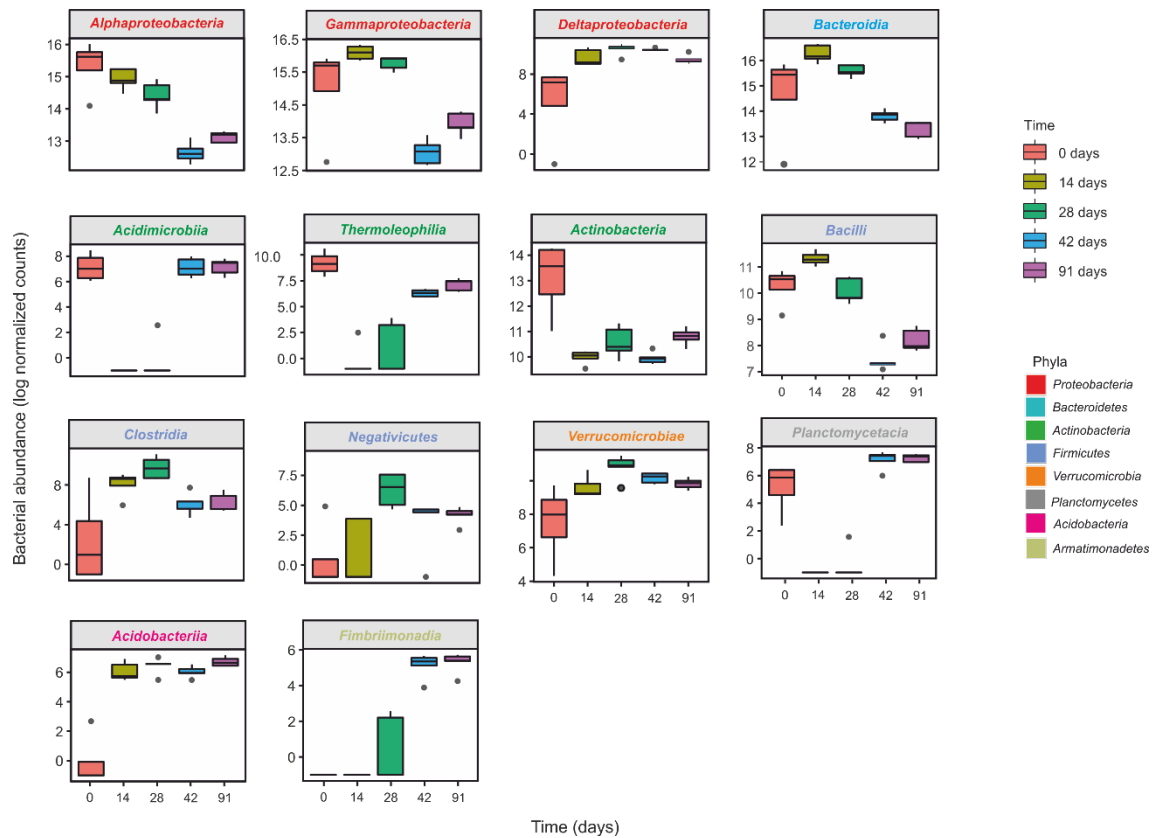 Alphaproteobacteria
Gammaproteobacteria
Deltaproteobacteria
Bacteroidia
16
15
14
13
16.5
15.5
14.5
13.5
12.5
8
4
0
16
15
14
13
12
Time
0 days
14 days
28 days
42 days
91 days
Bacterial abundance (log normalized counts)
Acidimicrobiia
Thermoleophilia
Actinobacteria
Bacilli
8
6
4
2
0
10.0
7.5
5.0
2.5
0.0
14
13
12
11
10
11
10
9
8
7
0 14 28 42 91
Phyla
Proteobacteria
Bacteroidetes
Actinobacteria
Firmicutes
Verrucomicrobia
Planctomycetes
Acidobacteria
Armatimonadetes
Clostridia
Negativicutes
Verrucomicrobiae
Planctomycetacia
8
4
0
7.5
5.0
2.5
0.0
10
8
6
4
8
6
4
2
0
0 14 28 42 91
0 14 28 42 91
Acidobacteriia
Fimbriimonadia
6
4
2
0
6
4
2
0
0 14 28 42 91
0 14 28 42 91
Time (days)